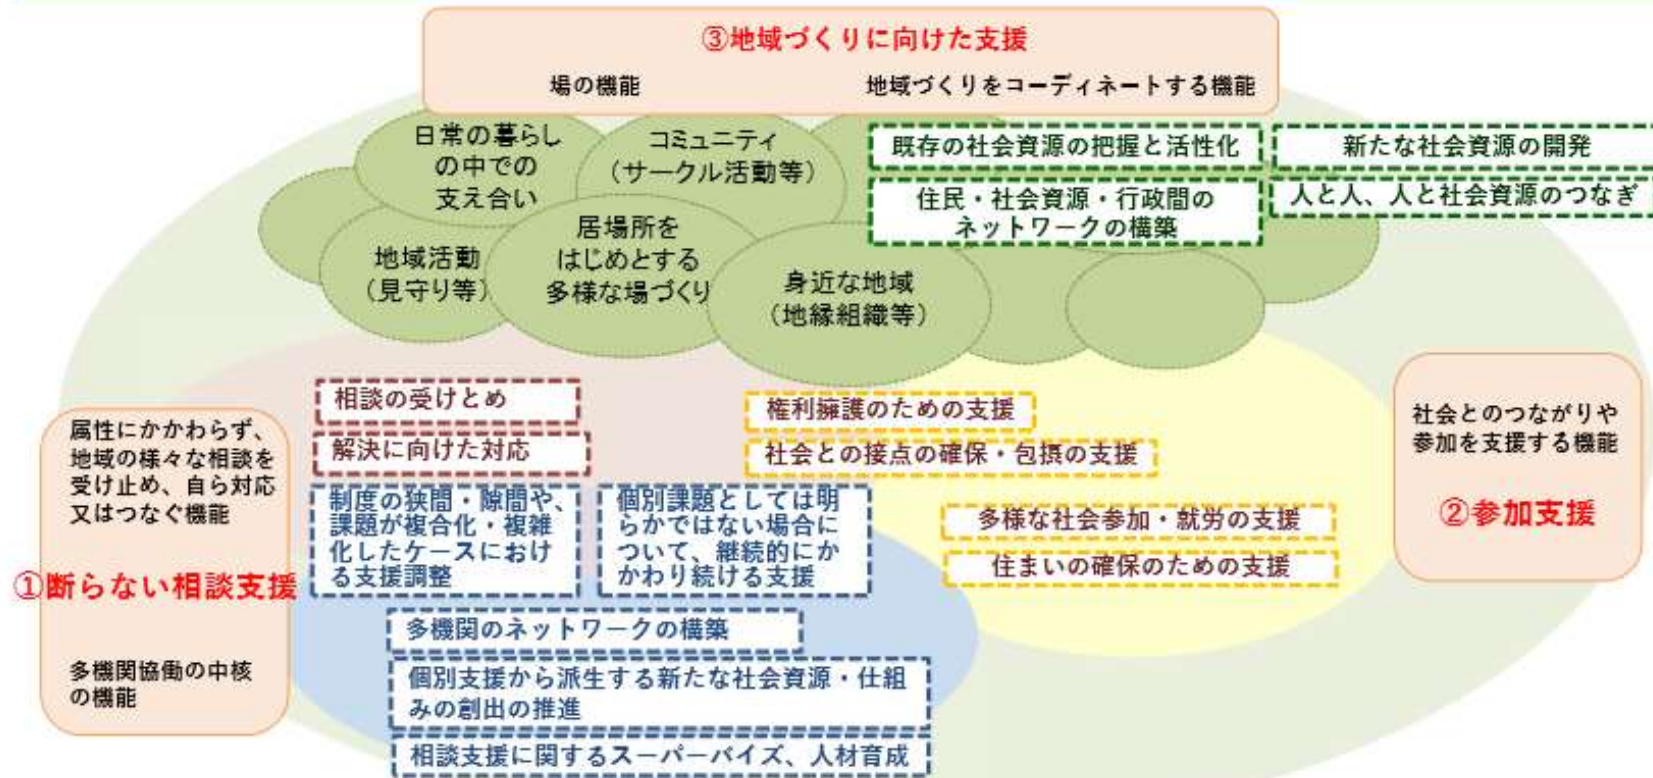 ③地域づくりに向けた支援
場の機能
地域づくりをコーディネートする機能
日常の暮らし
の中での
支え合い
コミュニティ
（サークル活動等）
既存の社会資源の把握と活性化
新たな社会資源の開発
住民・社会資源・行政間の
ネットワークの構築
人と人、人と社会資源のつなぎ
地域活動
（見守り等）
居場所を
はじめとする
多様な場づくり
身近な地域
（地縁組織等）
属性にかかわらず、
地域の様々な相談を
受け止め、自ら対応
又はつなぐ機能
①断らない相談支援
多機関協働の中核
の機能
相談の受けとめ
解決に向けた対応
制度の狭間・隙間や、
課題が複合化・複雑
化したケースにおけ
る支援調整
個別課題としては明
らかではない場合に
ついて、継続的にか
かわり続ける支援
多機関のネットワークの構築
個別支援から派生する新たな社会資源・仕組
みの創出の推進
相談支援に関するスーパーバイズ、人材育成
権利擁護のための支援
社会との接点の確保・包摂の支援
多様な社会参加・就労の支援
住まいの確保のための支援
社会とのつながりや
参加を支援する機能
②参加支援